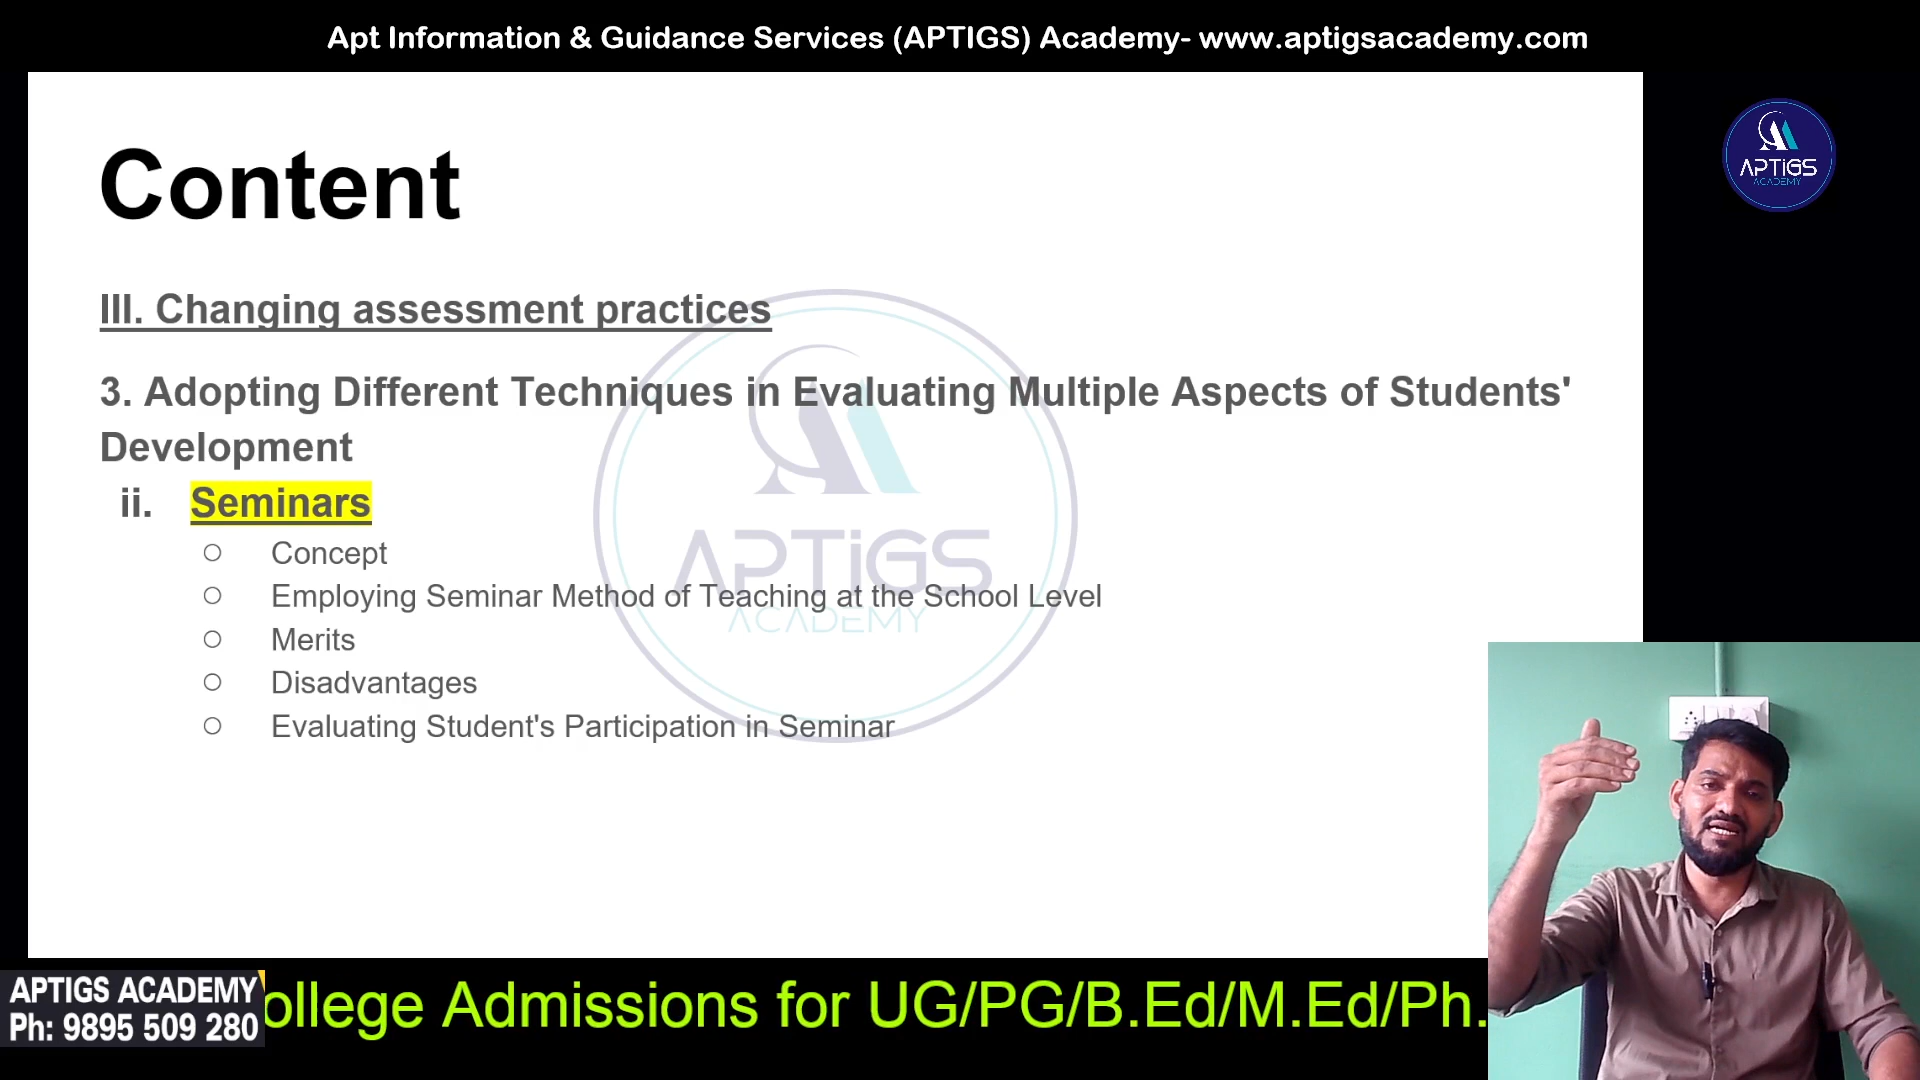 Apt Information & Guidance Services (APTIGS) Academy- www.aptigsacademy.com
APTiGS
ACADEMY
Content
III. Changing assessment practices
3. Adopting Different Techniques in Evaluating Multiple Aspects of Students'
Development
ii. Seminars
○ Concept
○ Employing Seminar Method of Teaching at the School Level
○ Merits
○ Disadvantages
○ Evaluating Student's Participation in Seminar
APTiGS
ACADEMY
APTIGS ACADEMY
Ph: 9895 509 280
ollege Admissions for UG/PG/B.Ed/M.Ed/Ph.